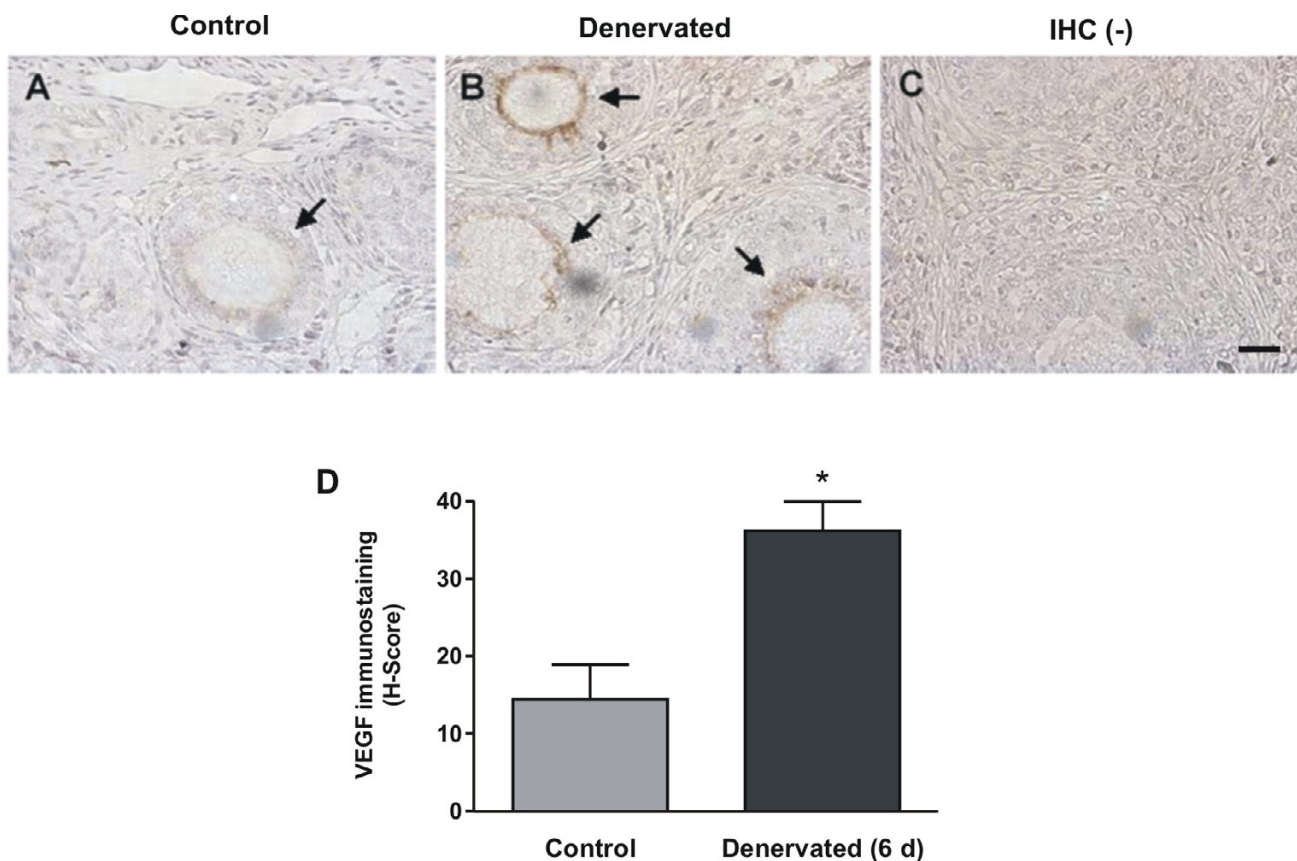 Control Denervated IHC (-)
A B C
D
*
VEGF immunostaining
(H-Score)
40
30
20
10
0
Control Denervated (6 d)